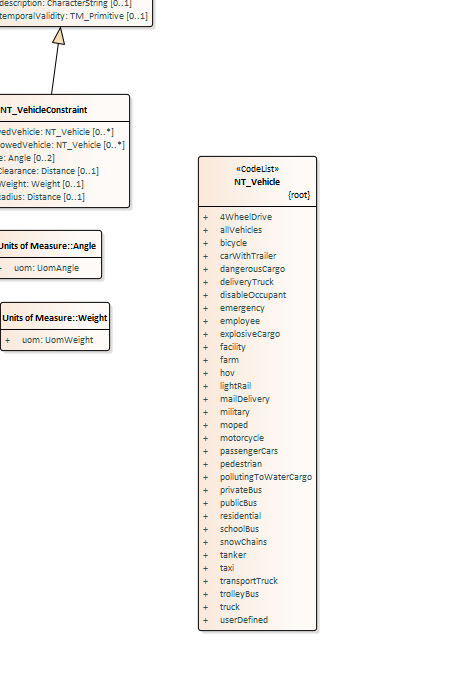 description: CharacterString [0..1]
temporalValidity: TM_Primitive [0..1]
NT_VehicleConstraint
NT_Vehicle [0..*]
NT_Vehicle [0..*]
Angle [0..2]
Clearance: Distance [0..1]
Weight: Weight [0..1]
Distance [0..1]
Units of Measure::Angle
uom: UomAngle
Units of Measure::Weight
+ uom: UomWeight
«CodeList»
NT_Vehicle
{root}
+ 4WheelDrive
+ allVehicles
+ bicycle
+ carWithTrailer
+ dangerousCargo
+ deliveryTruck
+ disableOccupant
+ emergency
+ employee
+ explosiveCargo
+ facility
+ farm
+ hov
+ lightRail
+ mailDelivery
+ military
+ moped
+ motorcycle
+ passengerCars
+ pedestrian
+ pollutingToWaterCargo
+ privateBus
+ publicBus
+ residential
+ schoolBus
+ snowChains
+ tanker
+ taxi
+ transportTruck
+ trolleyBus
+ truck
+ userDefined